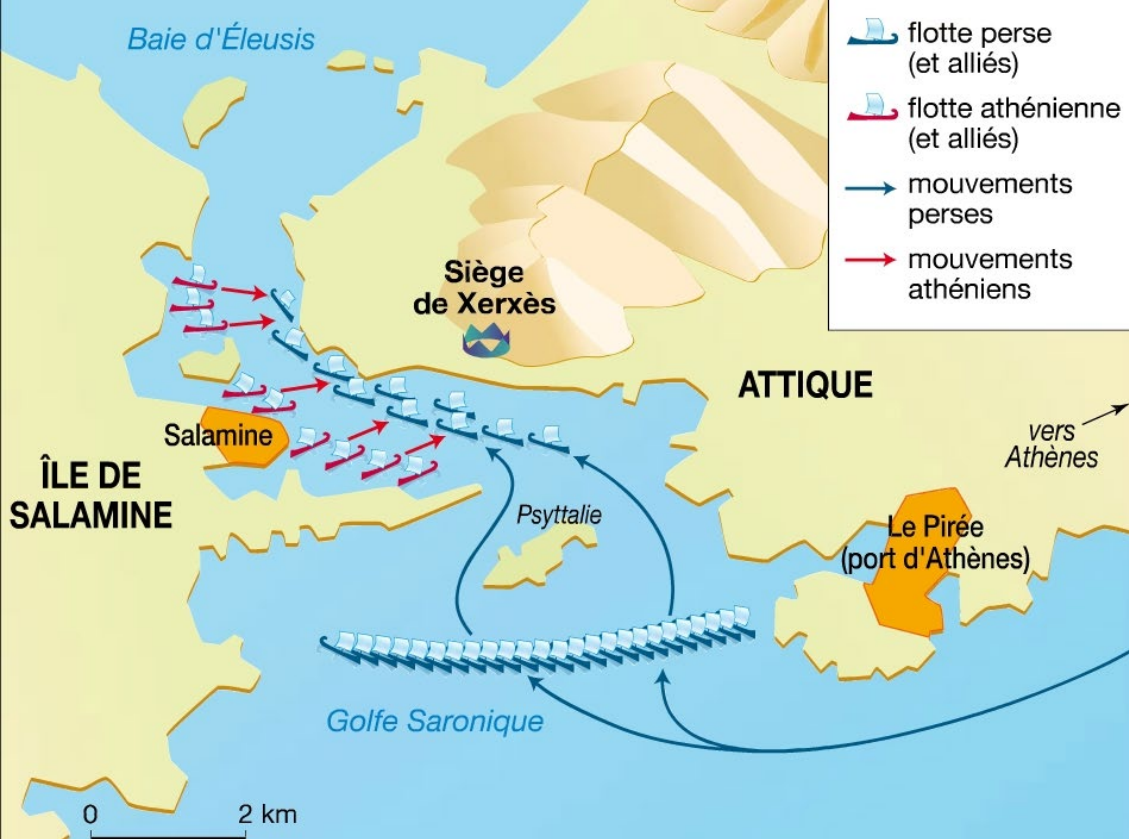 Baie d'Éleusis
flotte perse
(et alliés)
flotte athénienne
(et alliés)
mouvements
perses
mouvements
athéniens
Siège
de Xerxès
ATTIQUE
vers
Athènes
Salamine
ÎLE DE
SALAMINE
Psyttalie
Le Pirée
(port d'Athènes)
Golfe Saronique
0 2 km